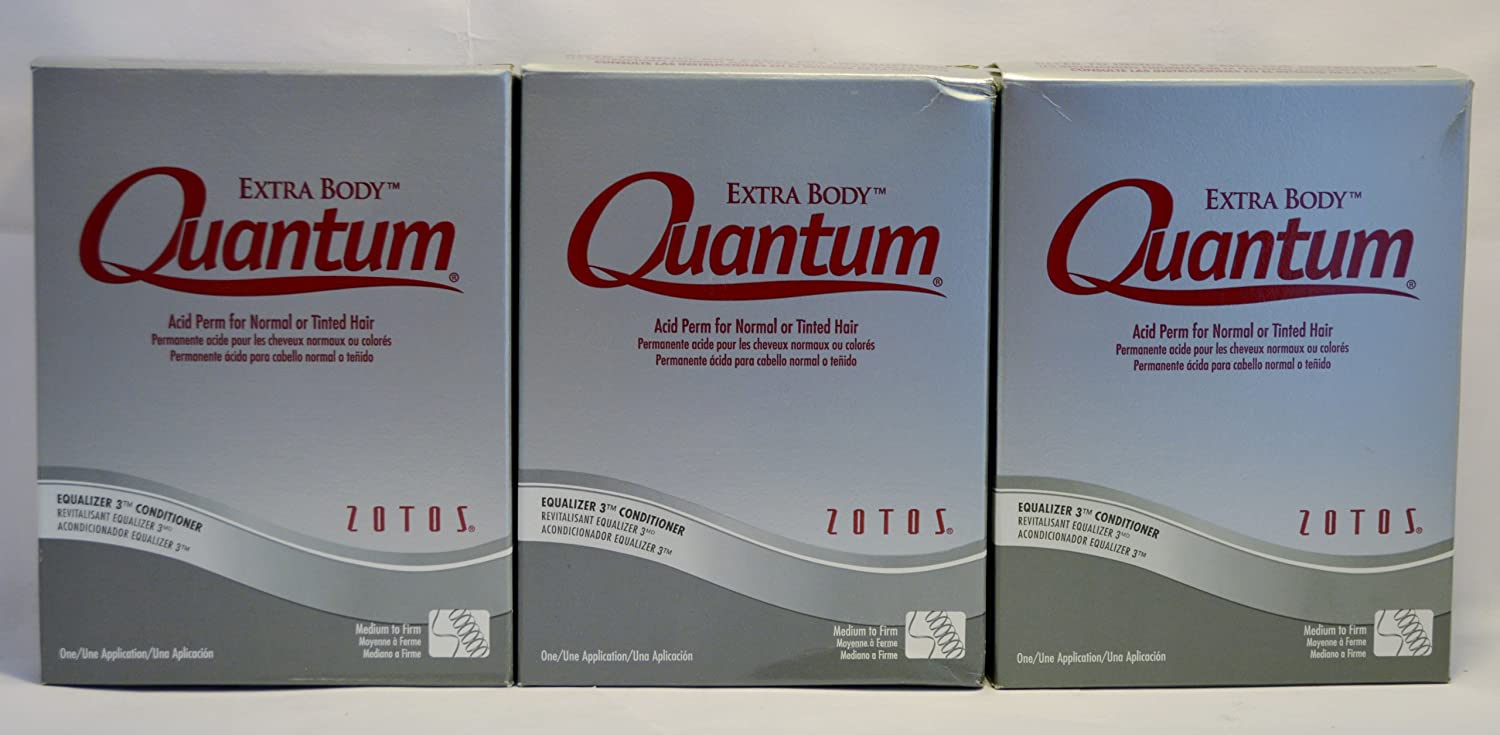 EXTRA BODY™
Quantum®
Acid Perm for Normal or Tinted Hair
Permanente acide pour les cheveux normaux ou colorés
Permanente ácida para cabello normal o teñido
EQUALIZER 3™ CONDITIONER
REVITALISANT EQUALIZER 3MD
ACONDICIONADOR EQUALIZER 3™
ZOTOS®
Medium to Firm
Moyenne à Ferme
Mediano a Firme
One/Une Application/Una Aplicación
EXTRA BODY™
Quantum®
Acid Perm for Normal or Tinted Hair
Permanente acide pour les cheveux normaux ou colorés
Permanente ácida para cabello normal o teñido
EQUALIZER 3™ CONDITIONER
REVITALISANT EQUALIZER 3MD
ACONDICIONADOR EQUALIZER 3™
ZOTOS®
Medium to Firm
Moyenne à Ferme
Mediano a Firme
One/Une Application/Una Aplicación
EXTRA BODY™
Quantum®
Acid Perm for Normal or Tinted Hair
Permanente acide pour les cheveux normaux ou colorés
Permanente ácida para cabello normal o teñido
EQUALIZER 3™ CONDITIONER
REVITALISANT EQUALIZER 3MD
ACONDICIONADOR EQUALIZER 3™
ZOTOS®
Medium to Firm
Moyenne à Ferme
Mediano a Firme
One/Une Application/Una Aplicación